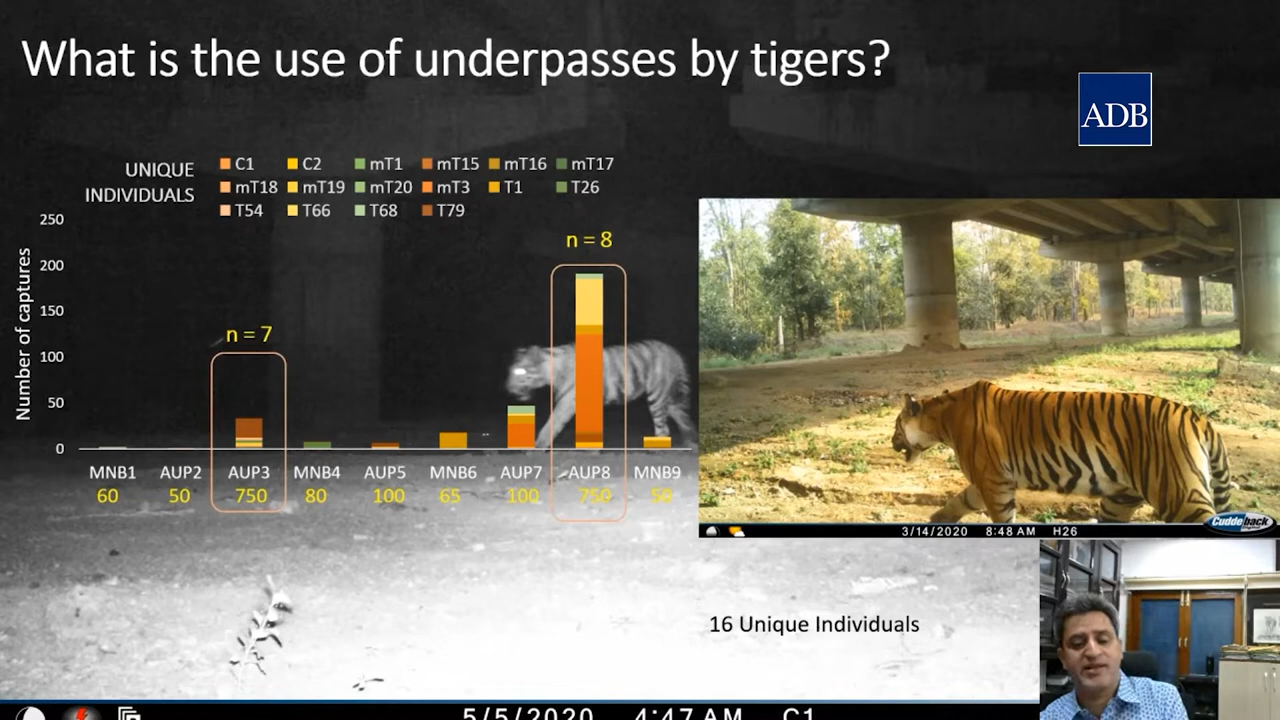 What is the use of underpasses by tigers?
ADB
UNIQUE
INDIVIDUALS
C1 C2 mT1 mT15 mT16 mT17
mT18 mT19 mT20 mT3 T1 T26
T54 T66 T68 T79
Number of captures
250
200
150
100
50
0
n = 7
n = 8
MNB1 AUP2 AUP3 MNB4 AUP5 MNB6 AUP7 AUP8 MNB9
60 50 750 80 100 65 100 750 50
3/14/2020 8:48 AM H26
Cuddeback
16 Unique Individuals
5/5/2020 4:47 AM C1